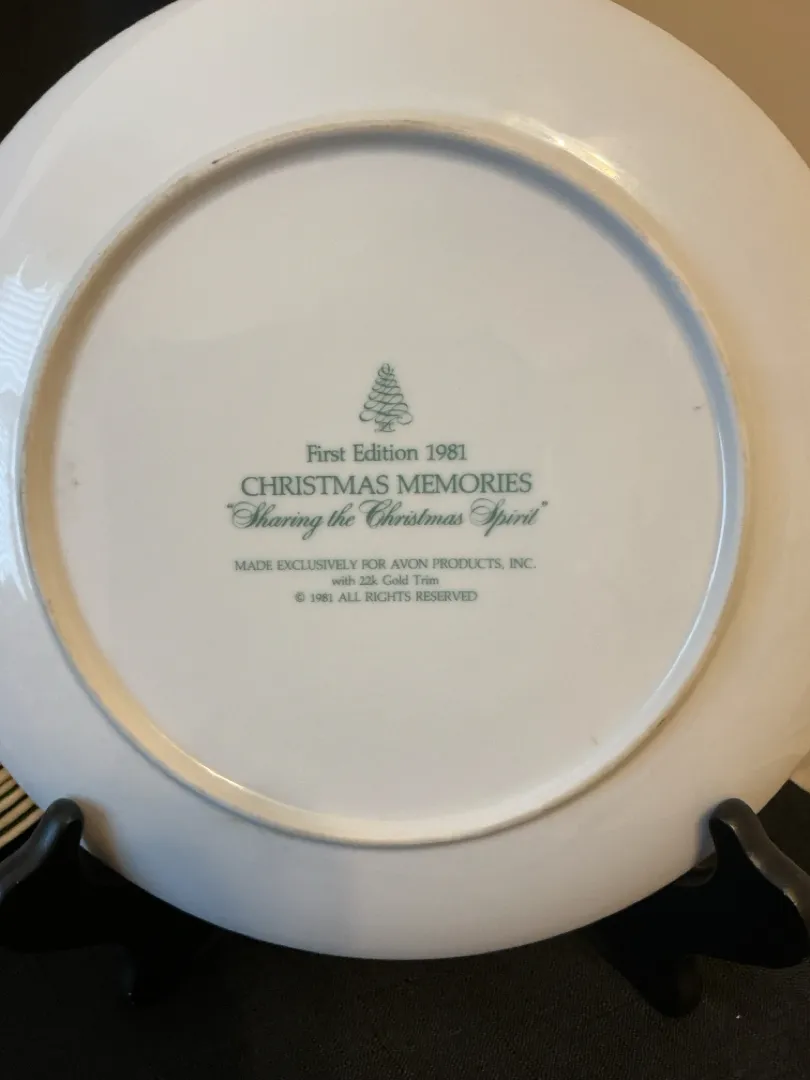 First Edition 1981
CHRISTMAS MEMORIES
"Sharing the Christmas Spirit"
MADE EXCLUSIVELY FOR AVON PRODUCTS, INC.
with 22k Gold Trim
© 1981 ALL RIGHTS RESERVED